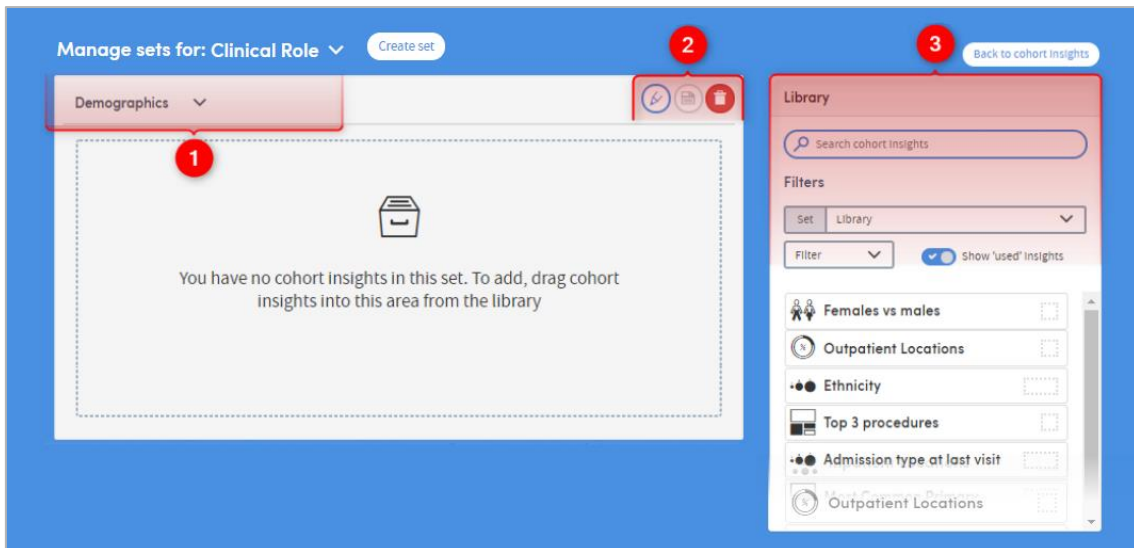 Manage sets for: Clinical Role
Create set
2
3
Back to cohort insights
Demographics
1
You have no cohort insights in this set. To add, drag cohort
insights into this area from the library
Library
Search cohort insights
Filters
Set Library
Filter
Show 'used' insights
Females vs males
Outpatient Locations
Ethnicity
Top 3 procedures
Admission type at last visit
Outpatient Locations